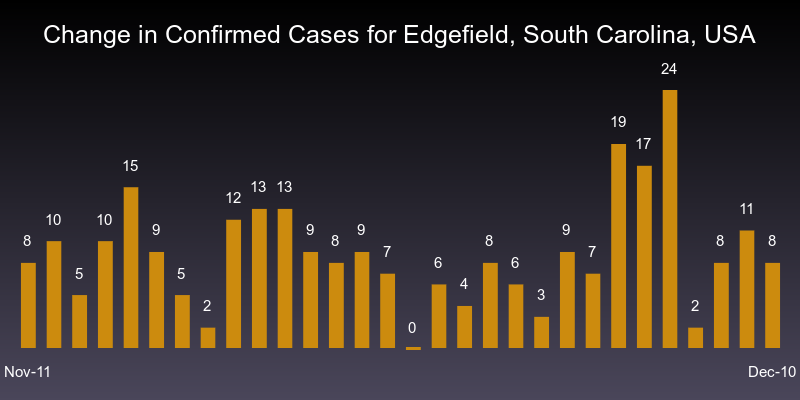 Change in Confirmed Cases for Edgefield, South Carolina, USA
8 10 5 10 15 9 5 2 12 13 13 9 8 9 7 0 6 4 8 6 3 9 7 19 17 24 2 8 11 8
Nov-11 Dec-10